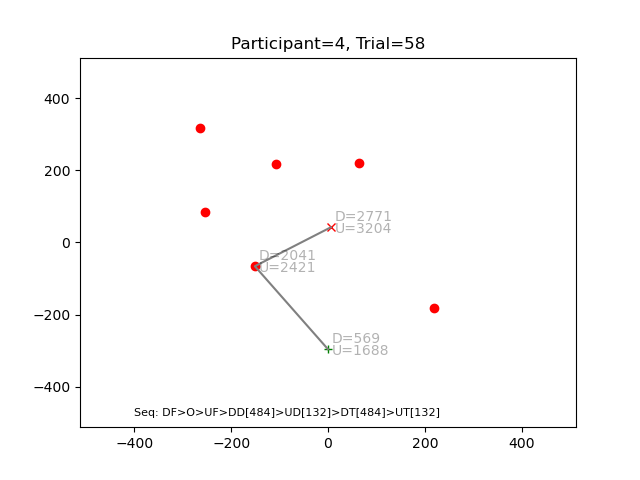 Participant=4, Trial=58
400
200
0
−200
−400
D=2771
U=3204
D=2041
U=2421
D=569
U=1688
Seq: DF>O>UF>DD[484]>UD[132]>DT[484]>UT[132]
−400 −200 0 200 400